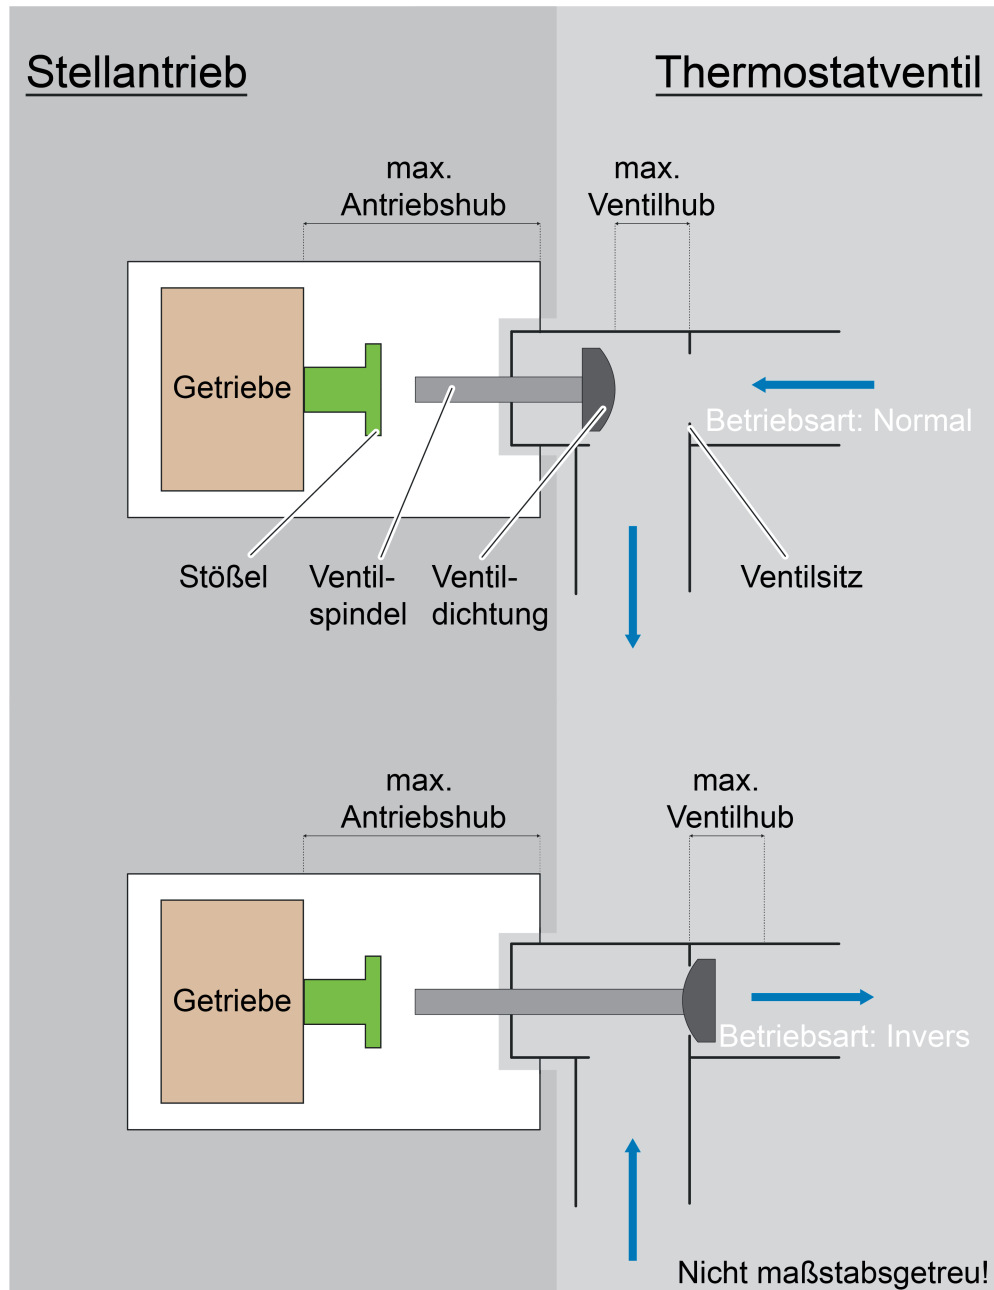 Stellantrieb
Thermostatventil
max.
Antriebshub
max.
Ventilhub
Getriebe
Betriebsart: Normal
Stößel
Ventil-
spindel
Ventil-
dichtung
Ventilsitz
max.
Antriebshub
max.
Ventilhub
Getriebe
Betriebsart: Invers
Nicht maßstabsgetreu!